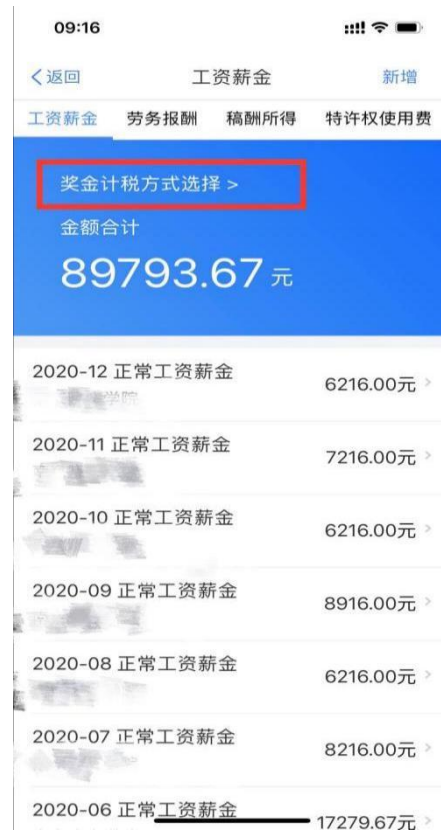 09:16
<返回 工资薪金 新增
工资薪金 劳务报酬 稿酬所得 特许权使用费
奖金计税方式选择 >
金额合计
89793.67 元
2020-12 正常工资薪金
6216.00元 >
学院
2020-11 正常工资薪金
7216.00元 >
2020-10 正常工资薪金
6216.00元 >
2020-09 正常工资薪金
8916.00元 >
2020-08 正常工资薪金
6216.00元 >
2020-07 正常工资薪金
8216.00元 >
2020-06 正常工资薪金
17279.67元 >